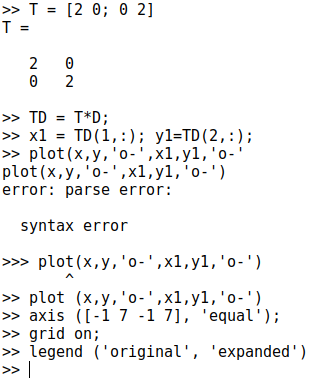 >> T = [2 0; 0 2]
T =
2 0
0 2
>> TD = T*D;
>> x1 = TD(1,:); y1=TD(2,:);
>> plot(x,y,'o-',x1,y1,'o-'
plot(x,y,'o-',x1,y1,'o-')
error: parse error:
syntax error
>>> plot(x,y,'o-',x1,y1,'o-')
^
>> plot (x,y,'o-',x1,y1,'o-')
>> axis ([-1 7 -1 7], 'equal');
>> grid on;
>> legend ('original', 'expanded')
>>